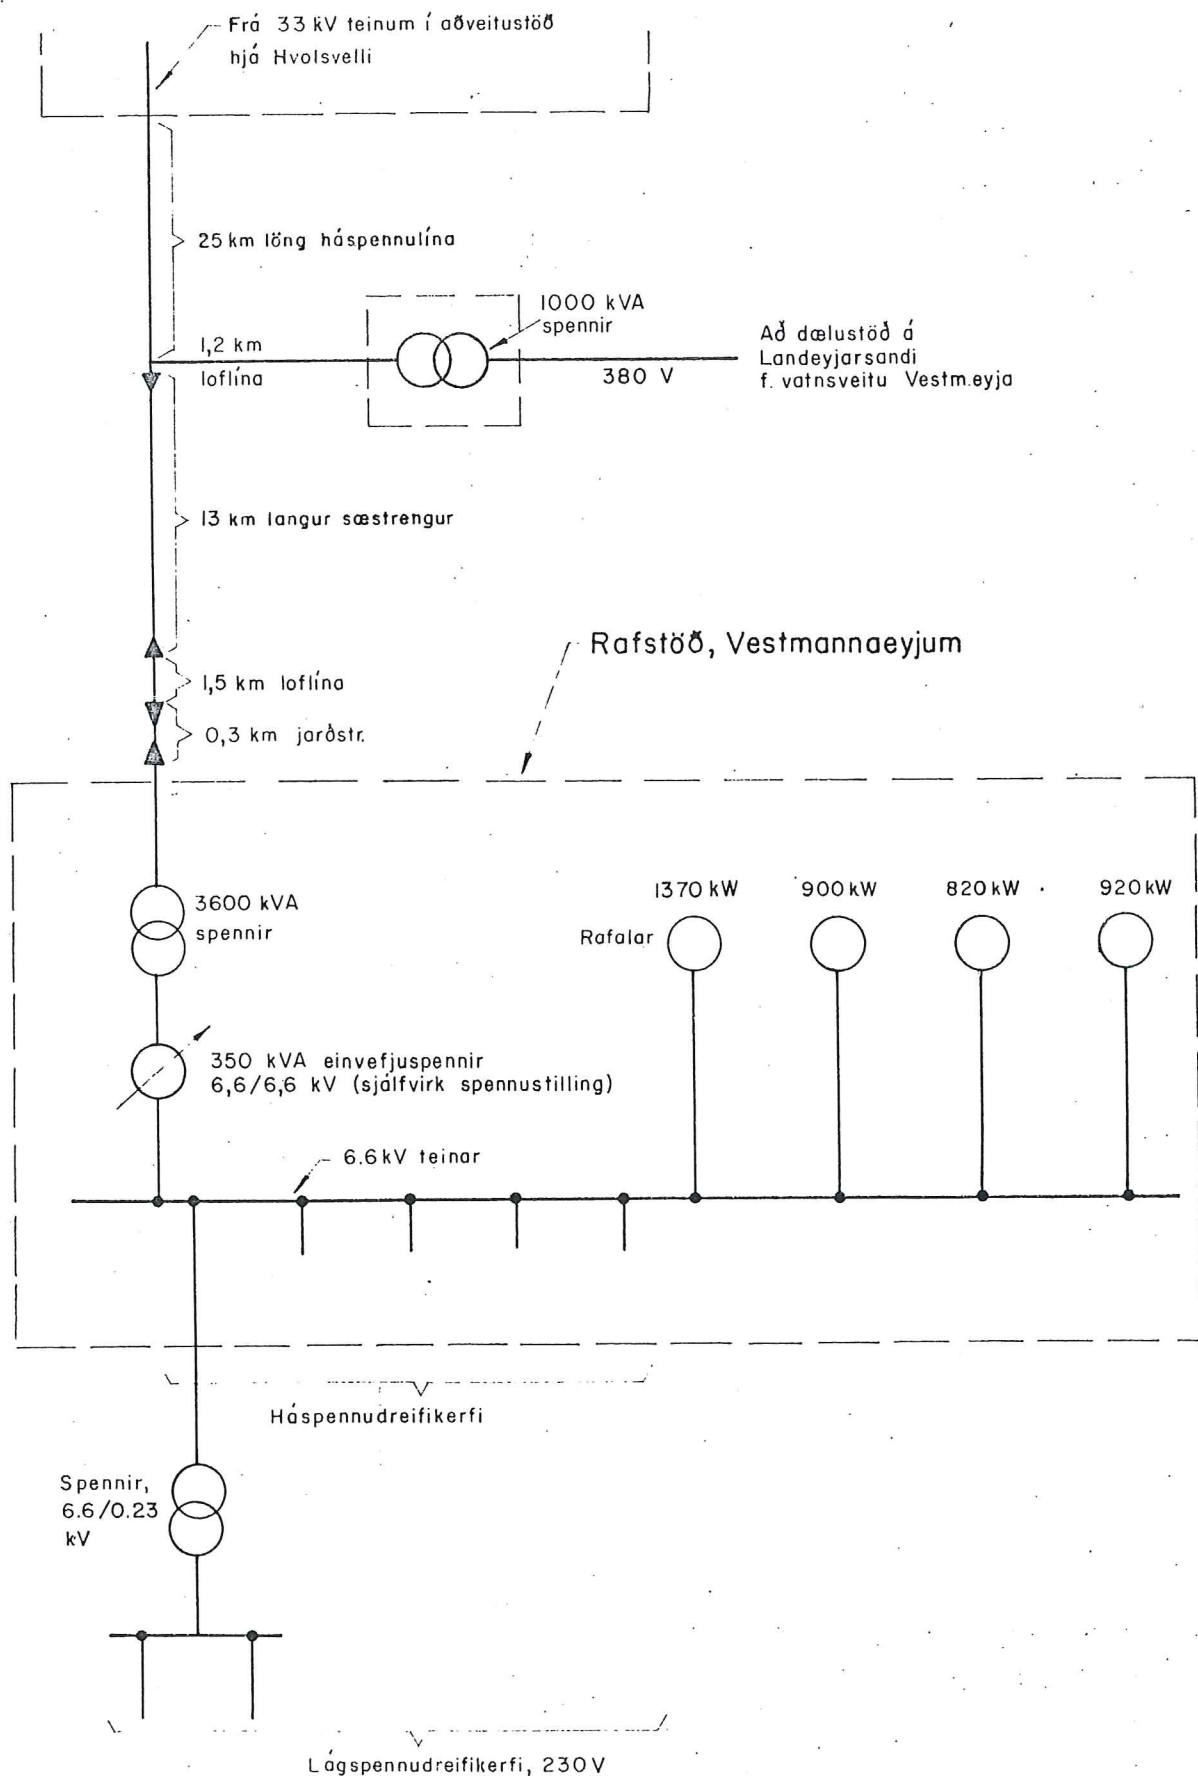 Frá 33 kV teinum í aðveitustöð
hjá Hvolsvelli
25 km löng háspennulína
1000 kVA
spennir
1,2 km
loflína
380 V
Að dælustöð á
Landeyjarsandi
f. vatnsveitu Vestm.eyja
13 km langur sæstrengur
Rafstöð, Vestmannaeyjum
1,5 km loflína
0,3 km jarðstr.
3600 kVA
spennir
1370 kW
900 kW
820 kW
920 kW
Rafalar
350 kVA einvefjuspennir
6,6/6,6 kV (sjálfvirk spennustilling)
6.6 kV teinar
Háspennudreifikerfi
Spennir,
6.6/0.23
kV
Lágspennudreifikerfi, 230 V